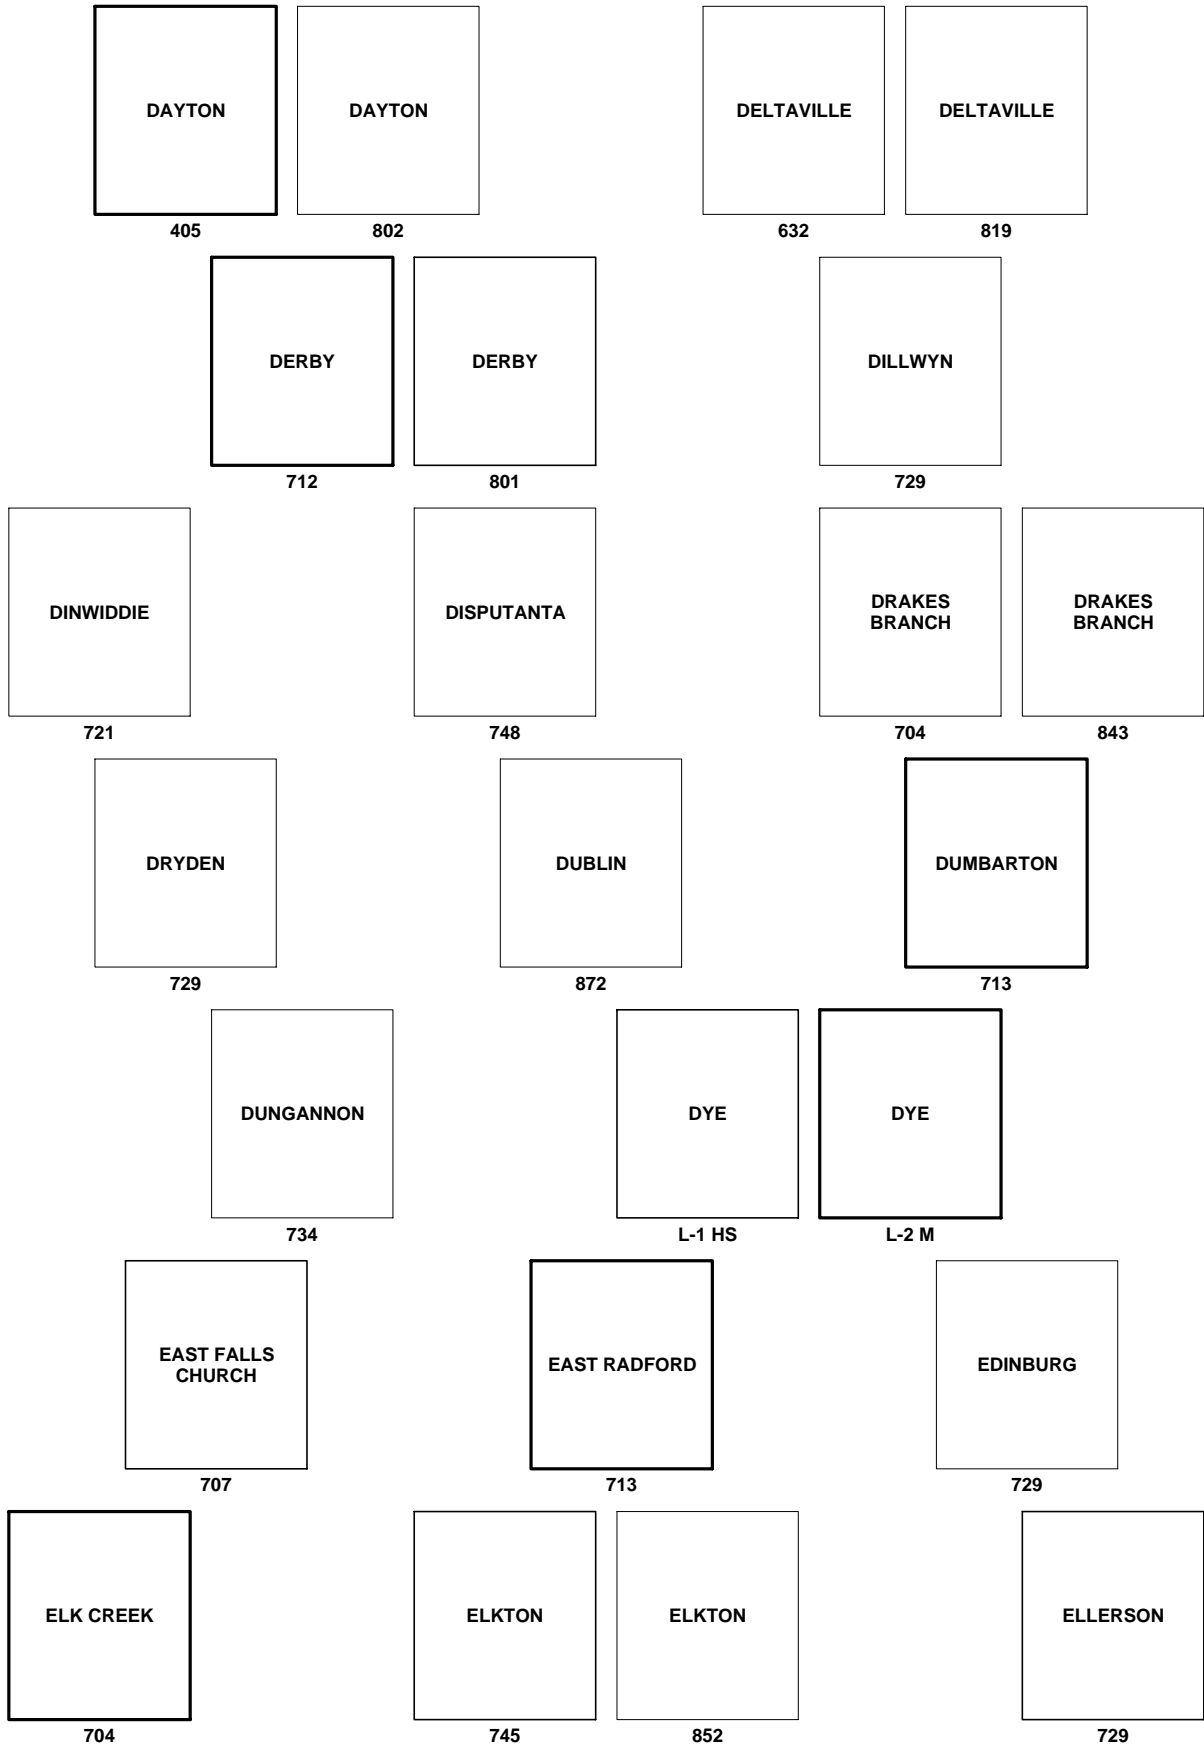 DAYTON
DAYTON
DELTAVILLE
DELTAVILLE
405
802
632
819
DERBY
DERBY
DILLWYN
712
801
729
DINWIDDIE
DISPUTANTA
DRAKES
BRANCH
DRAKES
BRANCH
721
748
704
843
DRYDEN
DUBLIN
DUMBARTON
729
872
713
DUNGANNON
DYE
DYE
734
L-1 HS
L-2 M
EAST FALLS
CHURCH
EAST RADFORD
EDINBURG
707
713
729
ELK CREEK
ELKTON
ELKTON
ELLERSON
704
745
852
729